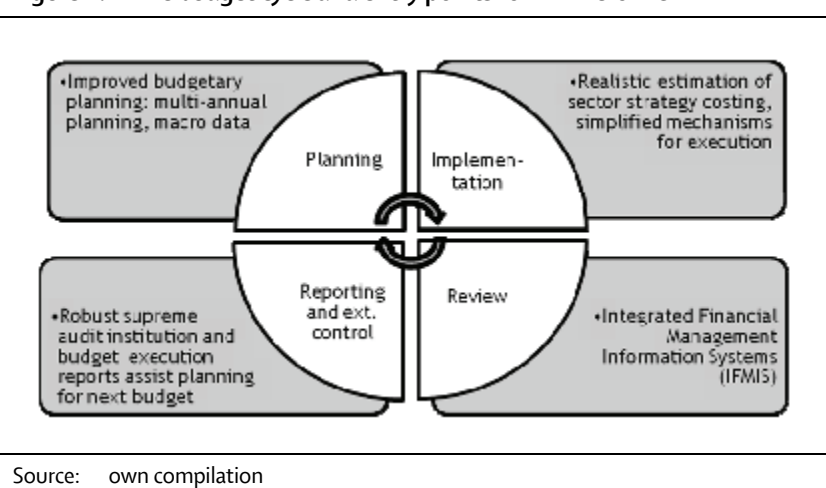 •Improved budgetary
planning: multi-annual
planning, macro data
•Realistic estimation of
sector strategy costing,
simplified mechanisms
for execution
Planning
Implemen-
tation
Reporting
and ext.
control
Review
•Robust supreme
audit institution and
budget execution
reports assist planning
for next budget
•Integrated Financial
Management
Information Systems
(IFMIS)
Source: own compilation